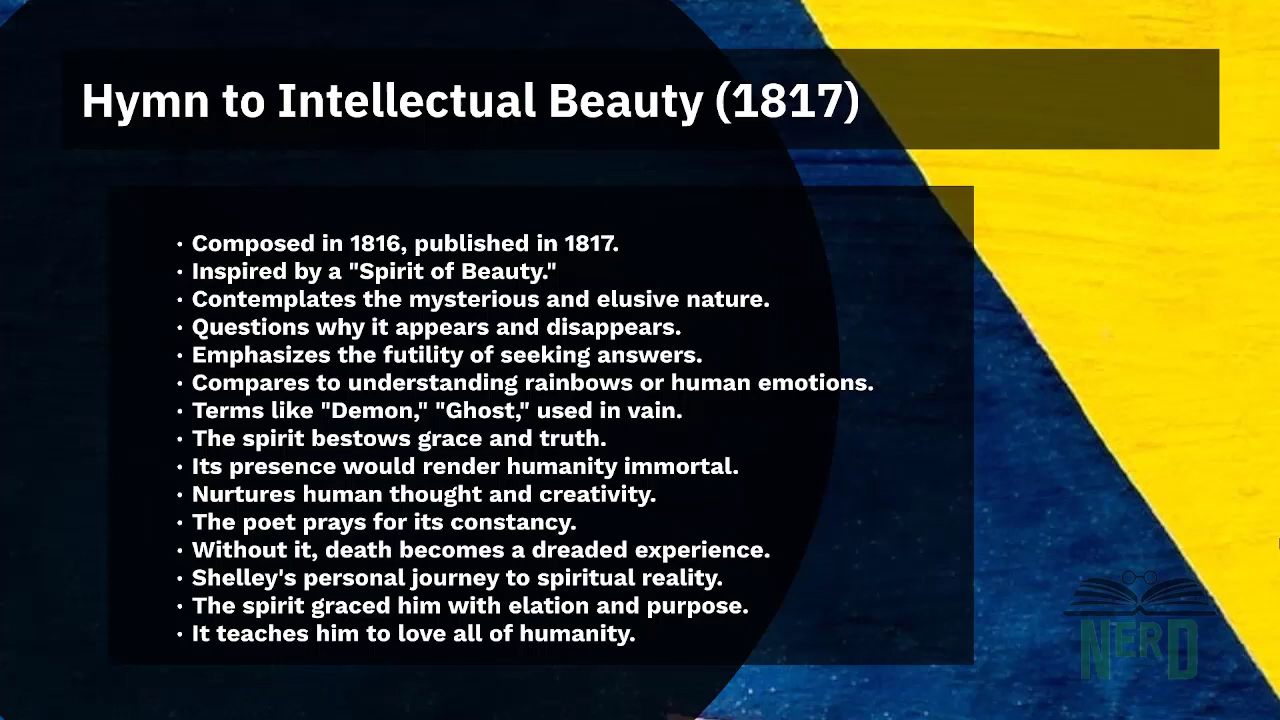 Hymn to Intellectual Beauty (1817)
• Composed in 1816, published in 1817.
• Inspired by a "Spirit of Beauty."
• Contemplates the mysterious and elusive nature.
• Questions why it appears and disappears.
• Emphasizes the futility of seeking answers.
• Compares to understanding rainbows or human emotions.
• Terms like "Demon," "Ghost," used in vain.
• The spirit bestows grace and truth.
• Its presence would render humanity immortal.
• Nurtures human thought and creativity.
• The poet prays for its constancy.
• Without it, death becomes a dreaded experience.
• Shelley's personal journey to spiritual reality.
• The spirit graced him with elation and purpose.
• It teaches him to love all of humanity.
NERD